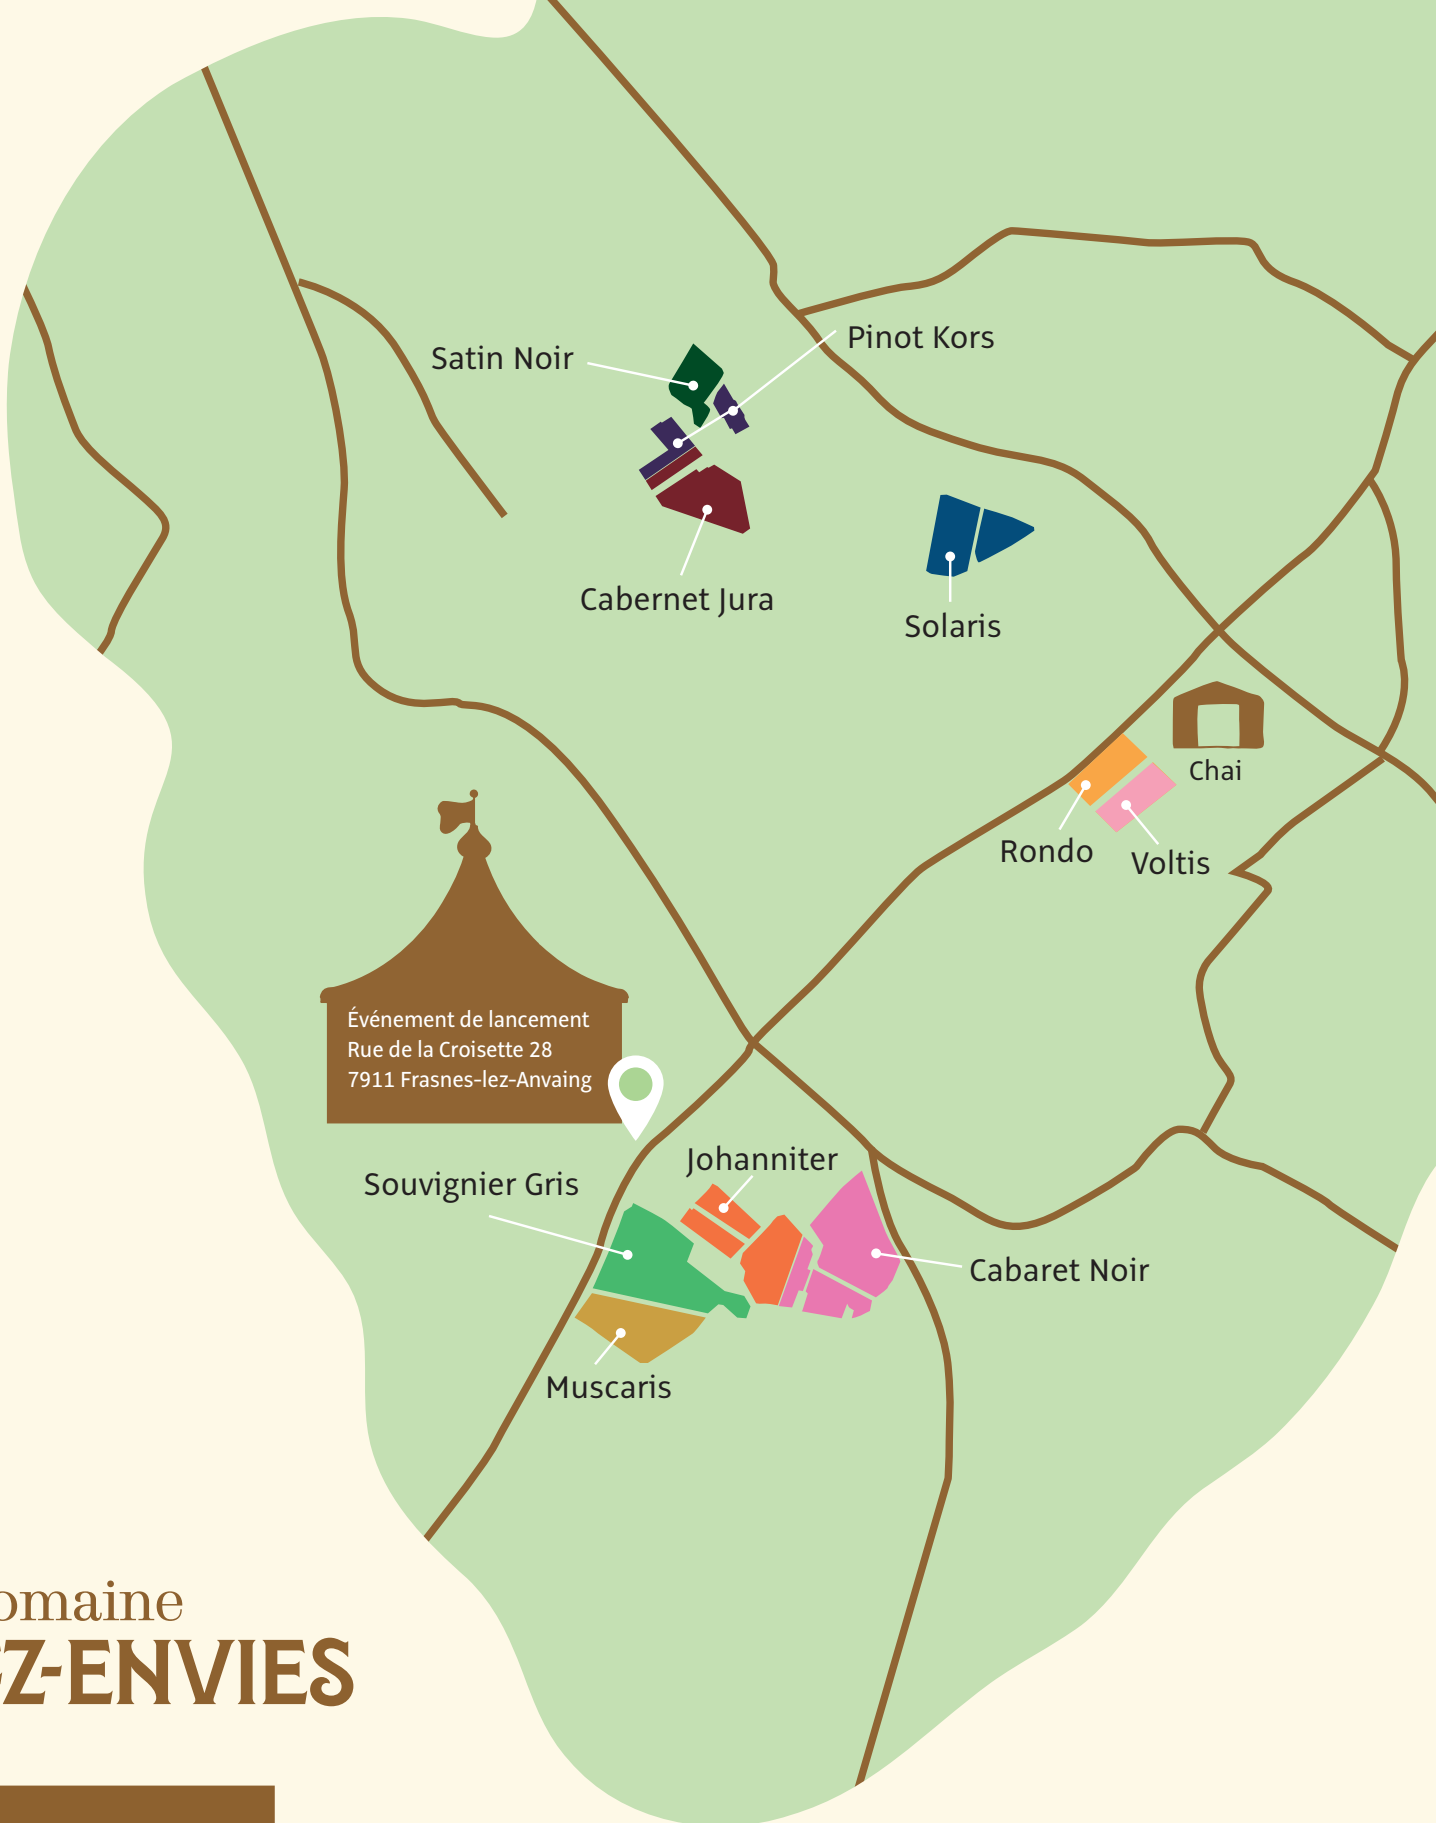 Pinot Kors
Satin Noir
Cabernet Jura
Solaris
Chai
Rondo
Voltis
Événement de lancement
Rue de la Croisette 28
7911 Frasnes-lez-Anvaing
Johanniter
Souvignier Gris
Cabaret Noir
Muscaris
omaine
Z-ENVIES